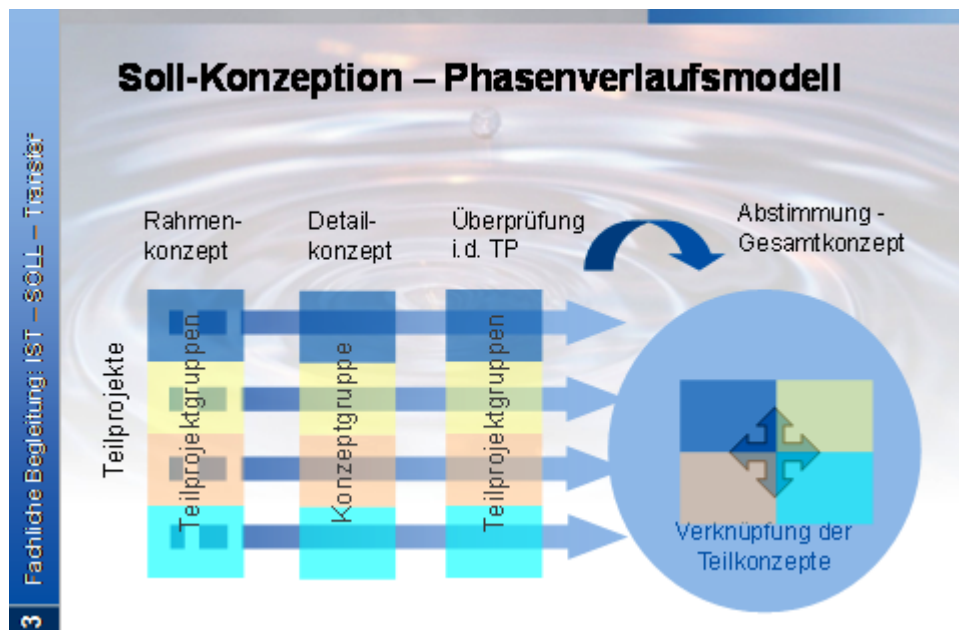 Soll-Konzeption – Phasenverlaufsmodell
Fachliche Begleitung: IST – SOLL – Transfer
3
Rahmen-
konzept
Detail-
konzept
Überprüfung
i.d. TP
Abstimmung -
Gesamtkonzept
Teilprojekte
Teilprojektgruppen
Konzeptgruppe
Teilprojektgruppen
Verknüpfung der
Teilkonzepte